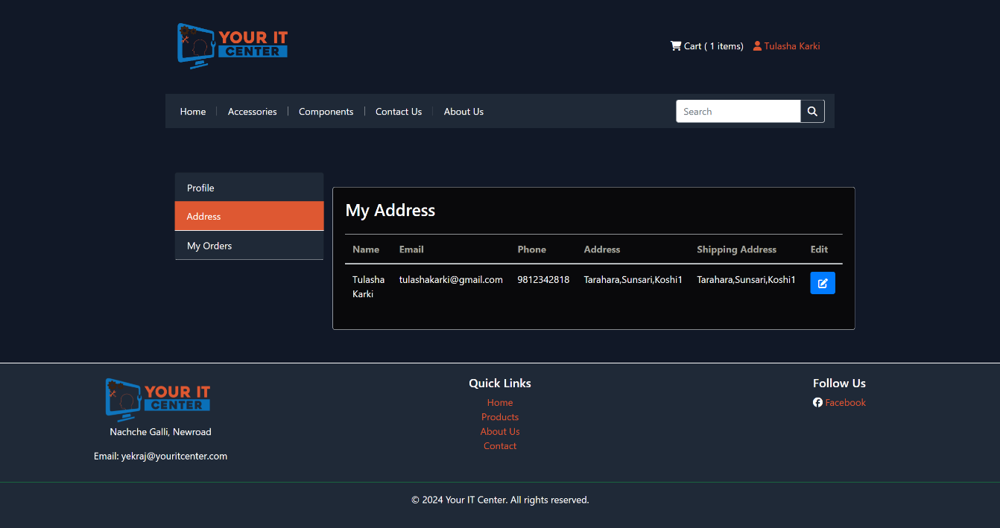 YOUR IT
CENTER
Cart ( 1 items) Tulasha Karki
Home Accessories Components Contact Us About Us Search
Profile
Address
My Orders
My Address
Name Email Phone Address Shipping Address Edit
Tulasha tulashakarki@gmail.com 9812342818 Tarahara,Sunsari,Koshi1 Tarahara,Sunsari,Koshi1
Karki
YOUR IT
CENTER
Nachche Galli, Newroad
Email: yekraj@youritcenter.com
Quick Links
Home
Products
About Us
Contact
Follow Us
Facebook
© 2024 Your IT Center. All rights reserved.